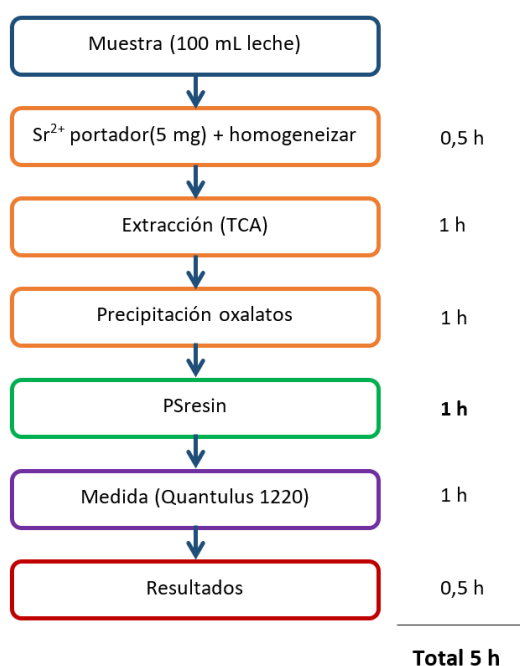 Muestra (100 mL leche)
Sr²⁺ portador(5 mg) + homogeneizar 0,5 h
Extracción (TCA) 1 h
Precipitación oxalatos 1 h
PSresin 1 h
Medida (Quantulus 1220) 1 h
Resultados 0,5 h
Total 5 h